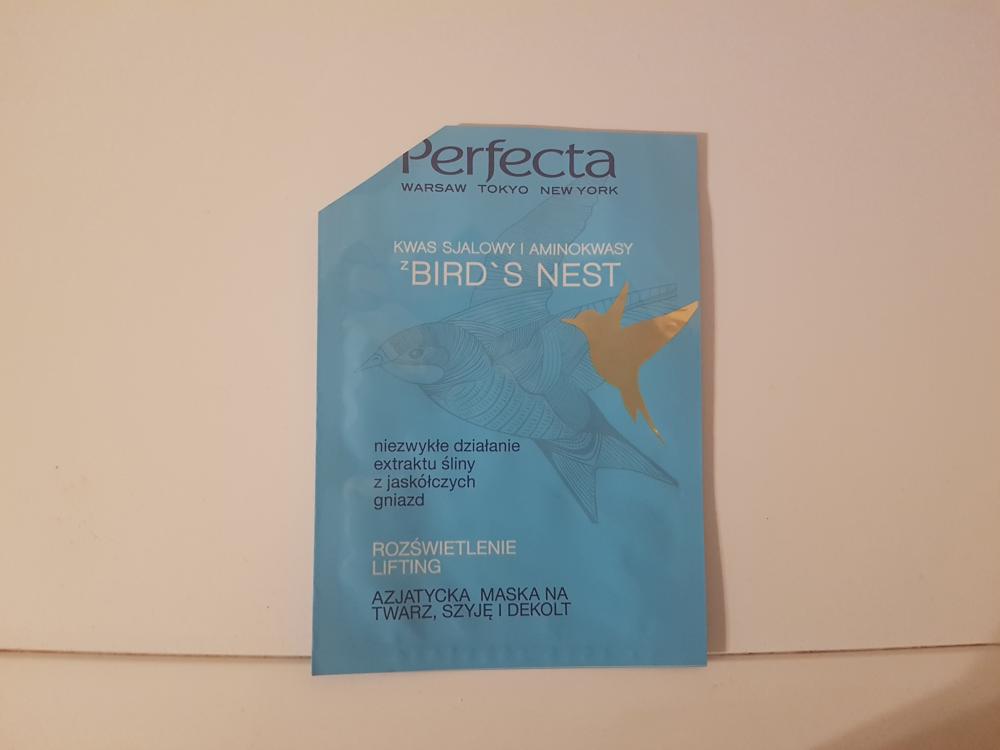 Perfecta
WARSAW TOKYO NEW YORK
KWAS SJALOWY I AMINOKWASY
z BIRD`S NEST
niezwykłe działanie
extraktu śliny
z jaskółczych
gniazd
ROZŚWIETLENIE
LIFTING
AZJATYCKA MASKA NA
TWARZ, SZYJĘ I DEKOLT